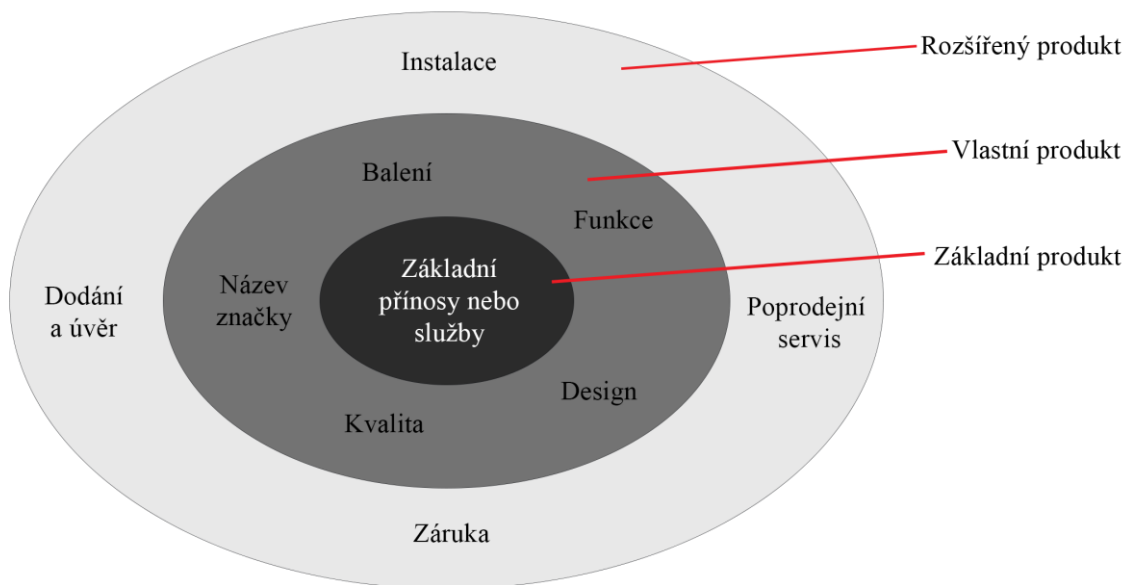 Rozšířený produkt
Instalace
Vlastní produkt
Balení
Funkce
Základní produkt
Základní
přínosy nebo
služby
Název
značky
Dodání
a úvěr
Poprodejní
servis
Design
Kvalita
Záruka